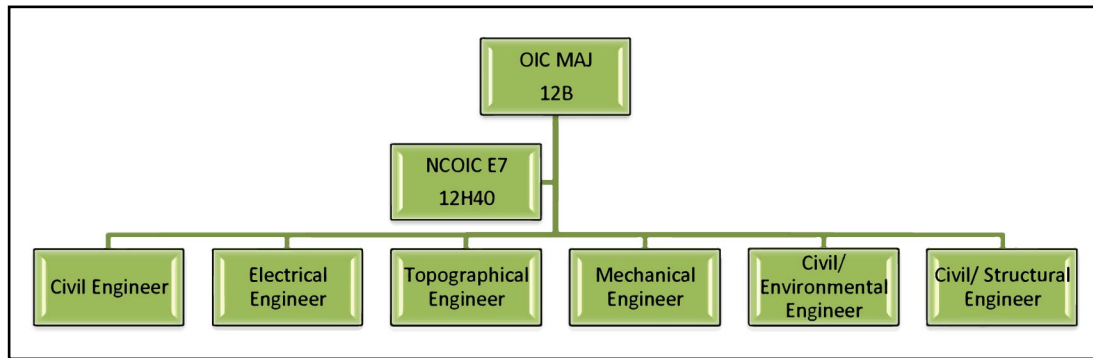 OIC MAJ
12B
NCOIC E7
12H40
Civil Engineer
Electrical
Engineer
Topographical
Engineer
Mechanical
Engineer
Civil/
Environmental
Engineer
Civil/ Structural
Engineer